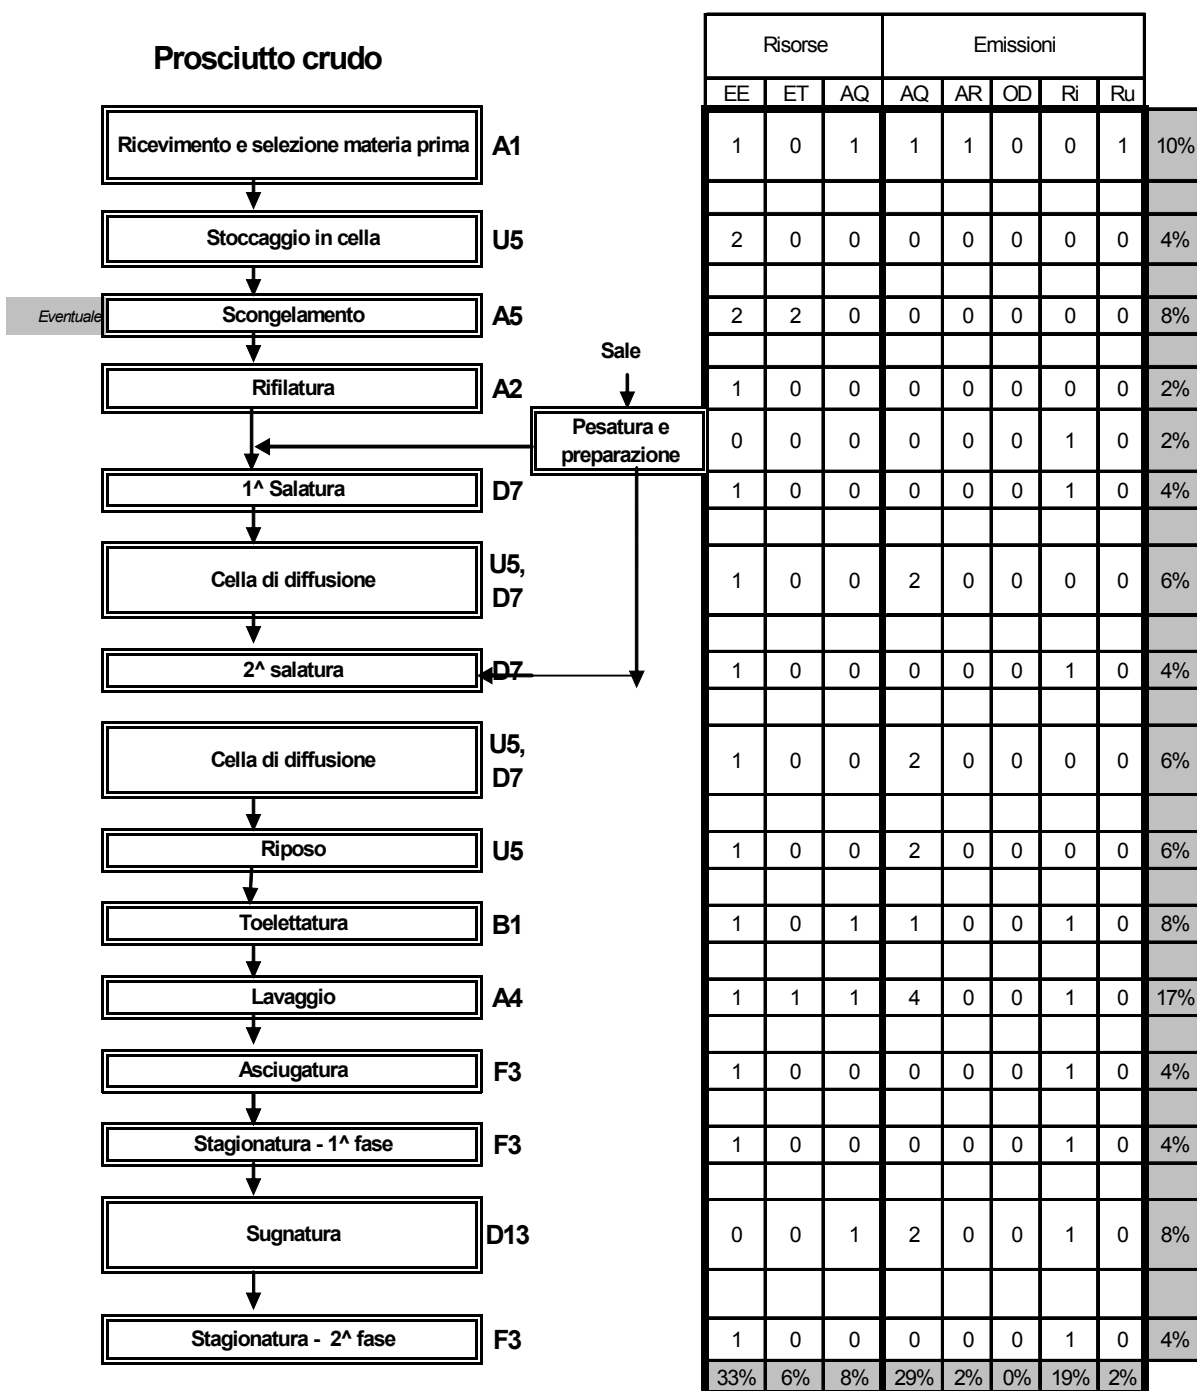 Prosciutto crudo
Risorse Emissioni
EE ET AQ AQ AR OD Ri Ru
Ricevimento e selezione materia prima A1 1 0 1 1 1 0 0 1 10%
Stoccaggio in cella U5 2 0 0 0 0 0 0 0 4%
Eventuale Scongelamento A5 2 2 0 0 0 0 0 0 8%
Sale
Rifilatura A2 1 0 0 0 0 0 0 0 2%
Pesatura e
preparazione 0 0 0 0 0 0 1 0 2%
1^ Salatura D7 1 0 0 0 0 0 1 0 4%
Cella di diffusione U5,
D7 1 0 0 2 0 0 0 0 6%
2^ salatura D7 1 0 0 0 0 0 1 0 4%
Cella di diffusione U5,
D7 1 0 0 2 0 0 0 0 6%
Riposo U5 1 0 0 2 0 0 0 0 6%
Toelettatura B1 1 0 1 1 0 0 1 0 8%
Lavaggio A4 1 1 1 4 0 0 1 0 17%
Asciugatura F3 1 0 0 0 0 0 1 0 4%
Stagionatura - 1^ fase F3 1 0 0 0 0 0 1 0 4%
Sugnatura D13 0 0 1 2 0 0 1 0 8%
Stagionatura - 2^ fase F3 1 0 0 0 0 0 1 0 4%
33% 6% 8% 29% 2% 0% 19% 2%